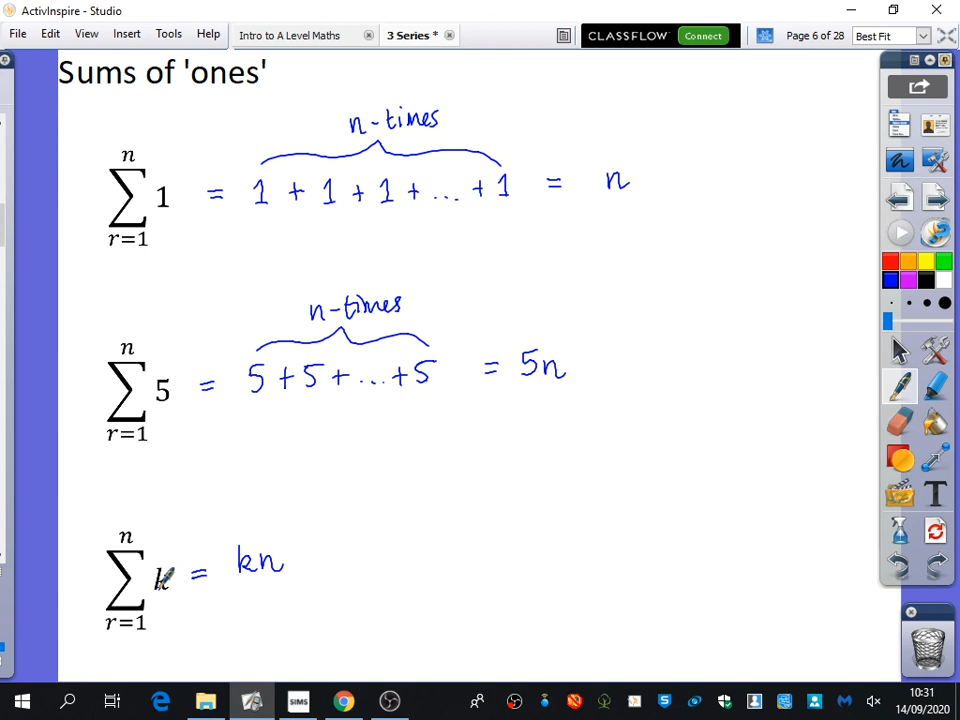 ActivInspire - Studio
File Edit View Insert Tools Help
Intro to A Level Maths
3 Series *
CLASSFLOW Connect
Page 6 of 28
Best Fit
Sums of 'ones'
n-times
n
∑ 1 = 1 + 1 + 1 + ... + 1 = n
r=1
n-times
n
∑ 5 = 5 + 5 + ... + 5 = 5n
r=1
n
∑ k = kn
r=1
T
SIMS
10:31
14/09/2020